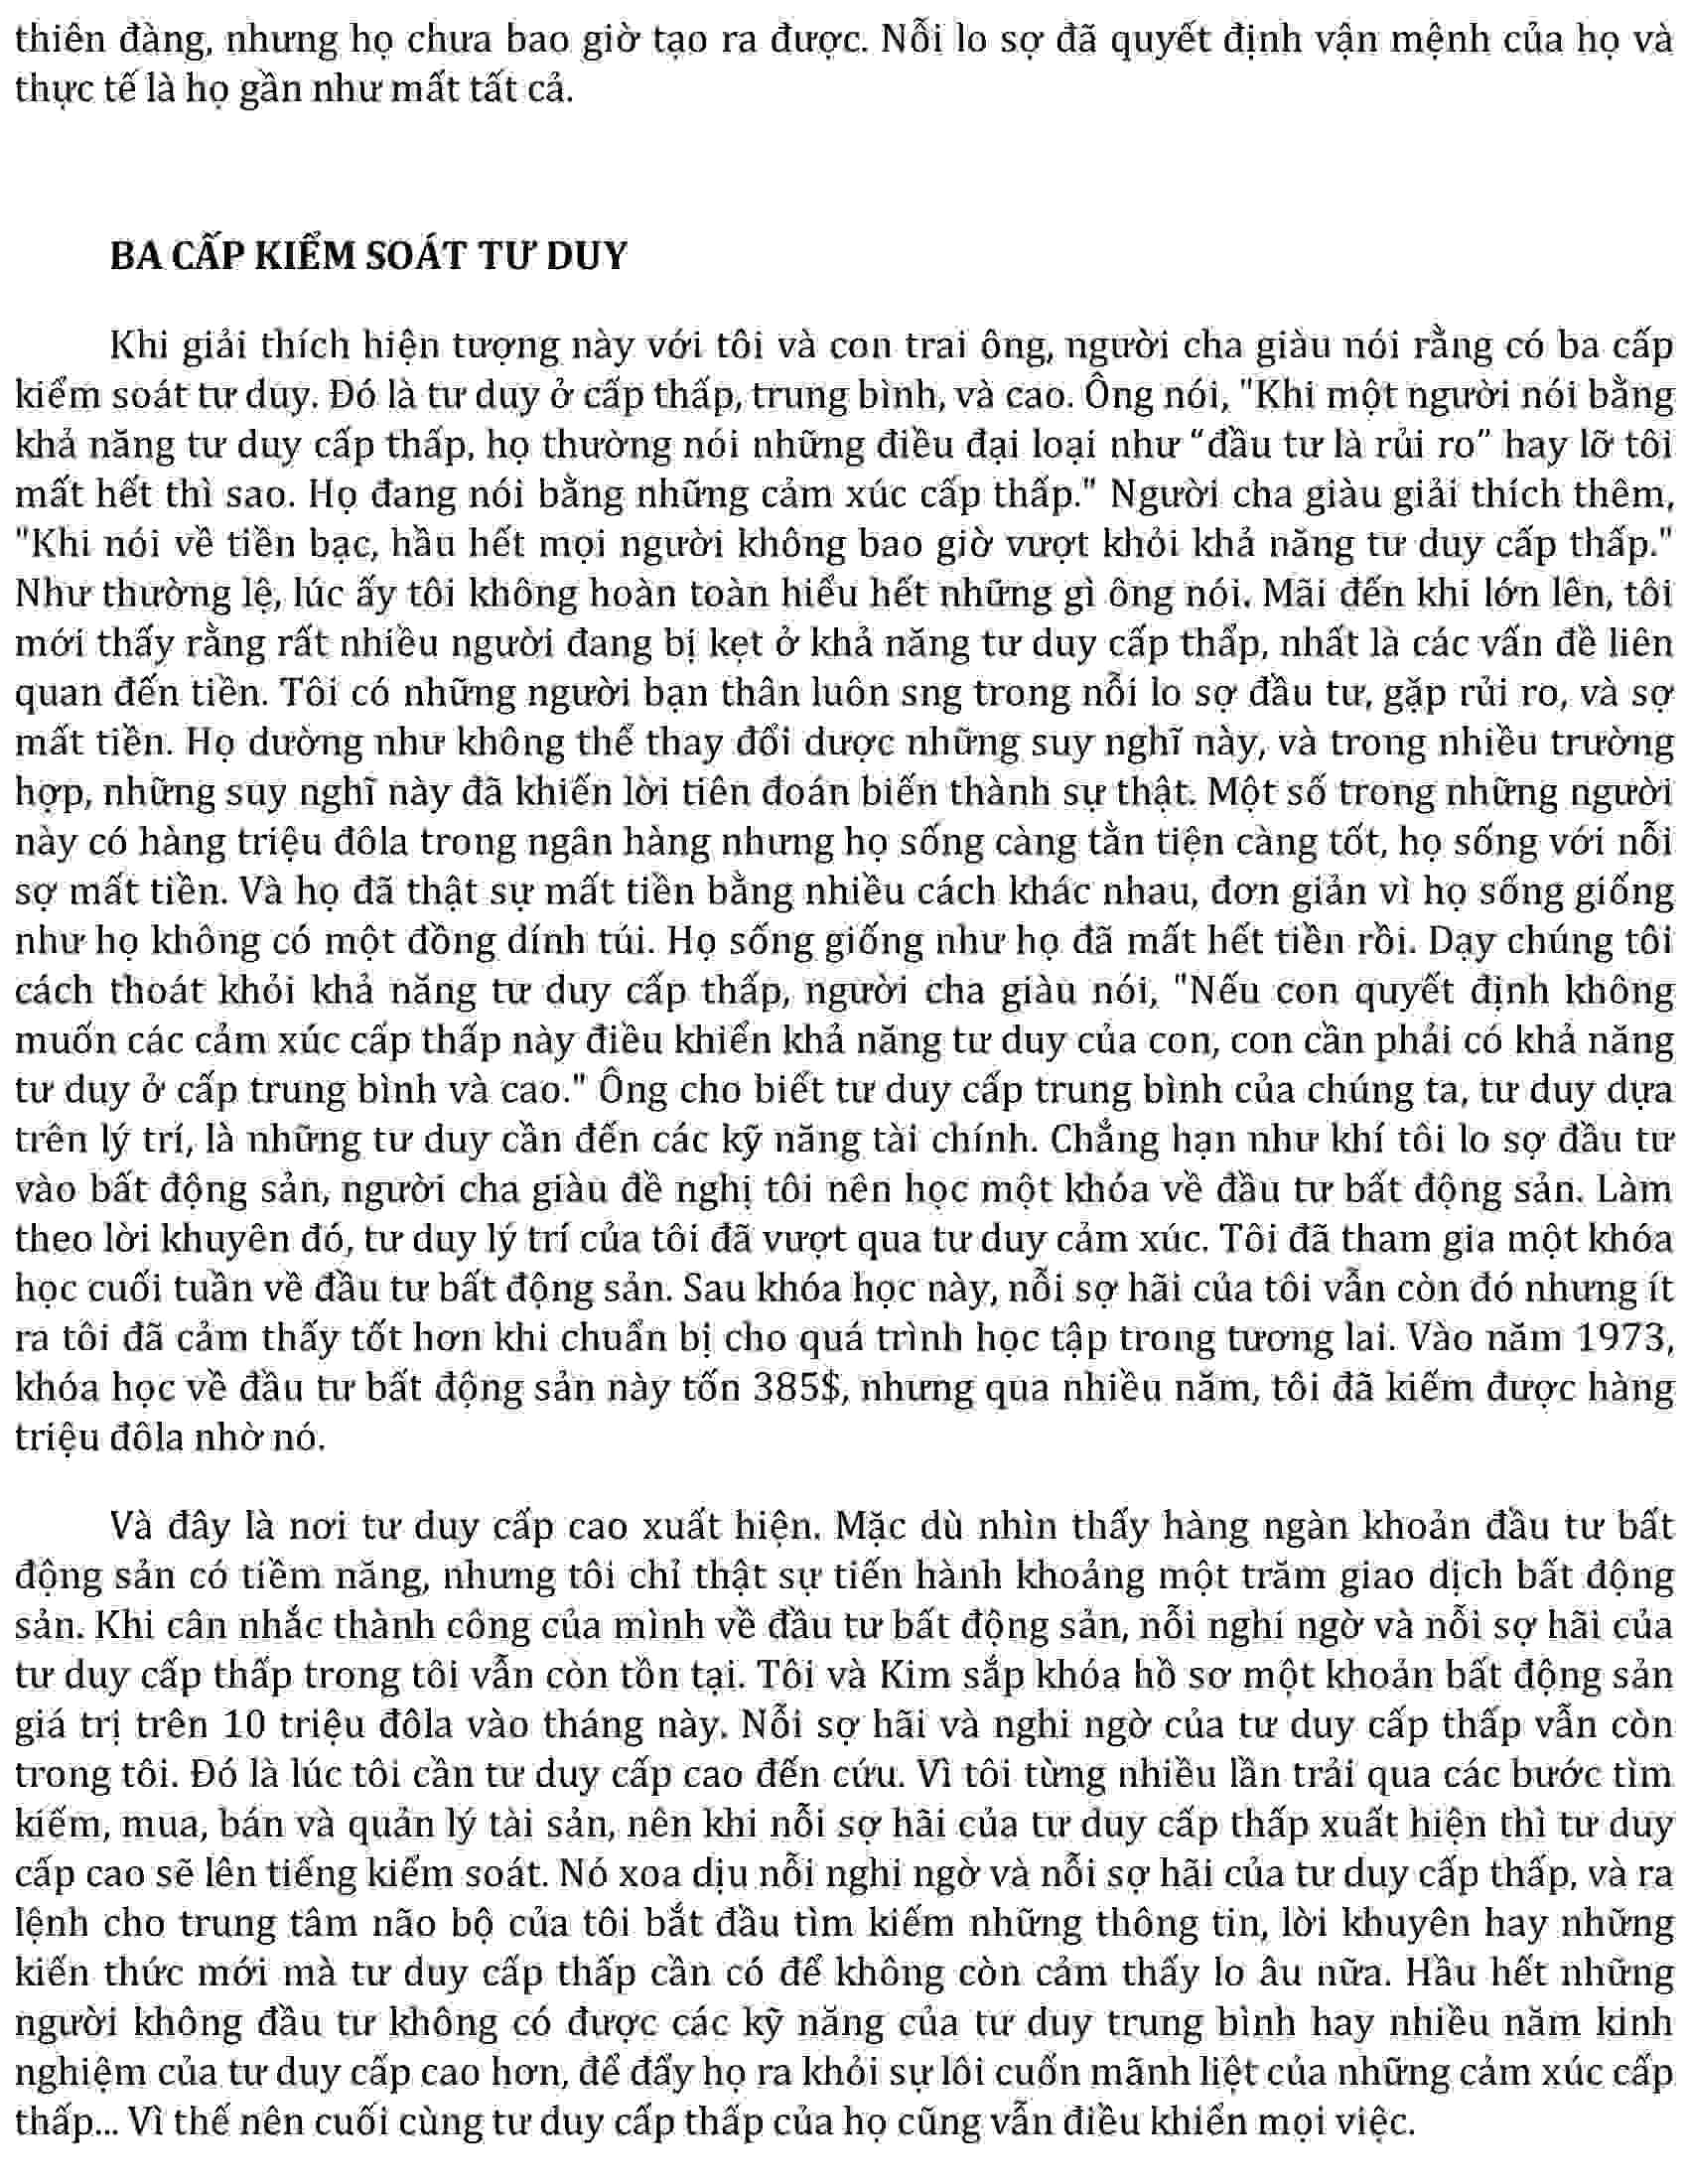 thiên đàng, nhưng họ chưa bao giờ tạo ra được. Nỗi lo sợ đã quyết định vận mệnh của họ và
thực tế là họ gần như mất tất cả.
BA CẤP KIỂM SOÁT TƯ DUY
Khi giải thích hiện tượng này với tôi và con trai ông, người cha giàu nói rằng có ba cấp
kiểm soát tư duy. Đó là tư duy ở cấp thấp, trung bình, và cao. Ông nói, "Khi một người nói bằng
khả năng tư duy cấp thấp, họ thường nói những điều đại loại như “đầu tư là rủi ro” hay lỡ tôi
mất hết thì sao. Họ đang nói bằng những cảm xúc cấp thấp." Người cha giàu giải thích thêm,
"Khi nói về tiền bạc, hầu hết mọi người không bao giờ vượt khỏi khả năng tư duy cấp thấp."
Như thường lệ, lúc ấy tôi không hoàn toàn hiểu hết những gì ông nói. Mãi đến khi lớn lên, tôi
mới thấy rằng rất nhiều người đang bị kẹt ở khả năng tư duy cấp thấp, nhất là các vấn đề liên
quan đến tiền. Tôi có những người bạn thân luôn sng trong nỗi lo sợ đầu tư, gặp rủi ro, và sợ
mất tiền. Họ dường như không thể thay đổi dược những suy nghĩ này, và trong nhiều trường
hợp, những suy nghĩ này đã khiến lời tiên đoán biến thành sự thật. Một số trong những người
này có hàng triệu đôla trong ngân hàng nhưng họ sống càng tằn tiện càng tốt, họ sống với nỗi
sợ mất tiền. Và họ đã thật sự mất tiền bằng nhiều cách khác nhau, đơn giản vì họ sống giống
như họ không có một đồng dính túi. Họ sống giống như họ đã mất hết tiền rồi. Dạy chúng tôi
cách thoát khỏi khả năng tư duy cấp thấp, người cha giàu nói, "Nếu con quyết định không
muốn các cảm xúc cấp thấp này điều khiển khả năng tư duy của con, con cần phải có khả năng
tư duy ở cấp trung bình và cao." Ông cho biết tư duy cấp trung bình của chúng ta, tư duy dựa
trên lý trí, là những tư duy cần đến các kỹ năng tài chính. Chẳng hạn như khí tôi lo sợ đầu tư
vào bất động sản, người cha giàu đề nghị tôi nên học một khóa về đầu tư bất động sản. Làm
theo lời khuyên đó, tư duy lý trí của tôi đã vượt qua tư duy cảm xúc. Tôi đã tham gia một khóa
học cuối tuần về đầu tư bất động sản. Sau khóa học này, nỗi sợ hãi của tôi vẫn còn đó nhưng ít
ra tôi đã cảm thấy tốt hơn khi chuẩn bị cho quá trình học tập trong tương lai. Vào năm 1973,
khóa học về đầu tư bất động sản này tốn 385$, nhưng qua nhiều năm, tôi đã kiếm được hàng
triệu đôla nhờ nó.
Và đây là nơi tư duy cấp cao xuất hiện. Mặc dù nhìn thấy hàng ngàn khoản đầu tư bất
động sản có tiềm năng, nhưng tôi chỉ thật sự tiến hành khoảng một trăm giao dịch bất động
sản. Khi cân nhắc thành công của mình về đầu tư bất động sản, nỗi nghi ngờ và nỗi sợ hãi của
tư duy cấp thấp trong tôi vẫn còn tồn tại. Tôi và Kim sắp khóa hồ sơ một khoản bất động sản
giá trị trên 10 triệu đôla vào tháng này. Nỗi sợ hãi và nghi ngờ của tư duy cấp thấp vẫn còn
trong tôi. Đó là lúc tôi cần tư duy cấp cao đến cứu. Vì tôi từng nhiều lần trải qua các bước tìm
kiếm, mua, bán và quản lý tài sản, nên khi nỗi sợ hãi của tư duy cấp thấp xuất hiện thì tư duy
cấp cao sẽ lên tiếng kiểm soát. Nó xoa dịu nỗi nghi ngờ và nỗi sợ hãi của tư duy cấp thấp, và ra
lệnh cho trung tâm não bộ của tôi bắt đầu tìm kiếm những thông tin, lời khuyên hay những
kiến thức mới mà tư duy cấp thấp cần có để không còn cảm thấy lo âu nữa. Hầu hết những
người không đầu tư không có được các kỹ năng của tư duy trung bình hay nhiều năm kinh
nghiệm của tư duy cấp cao hơn, để đẩy họ ra khỏi sự lôi cuốn mãnh liệt của những cảm xúc cấp
thấp... Vì thế nên cuối cùng tư duy cấp thấp của họ cũng vẫn điều khiển mọi việc.